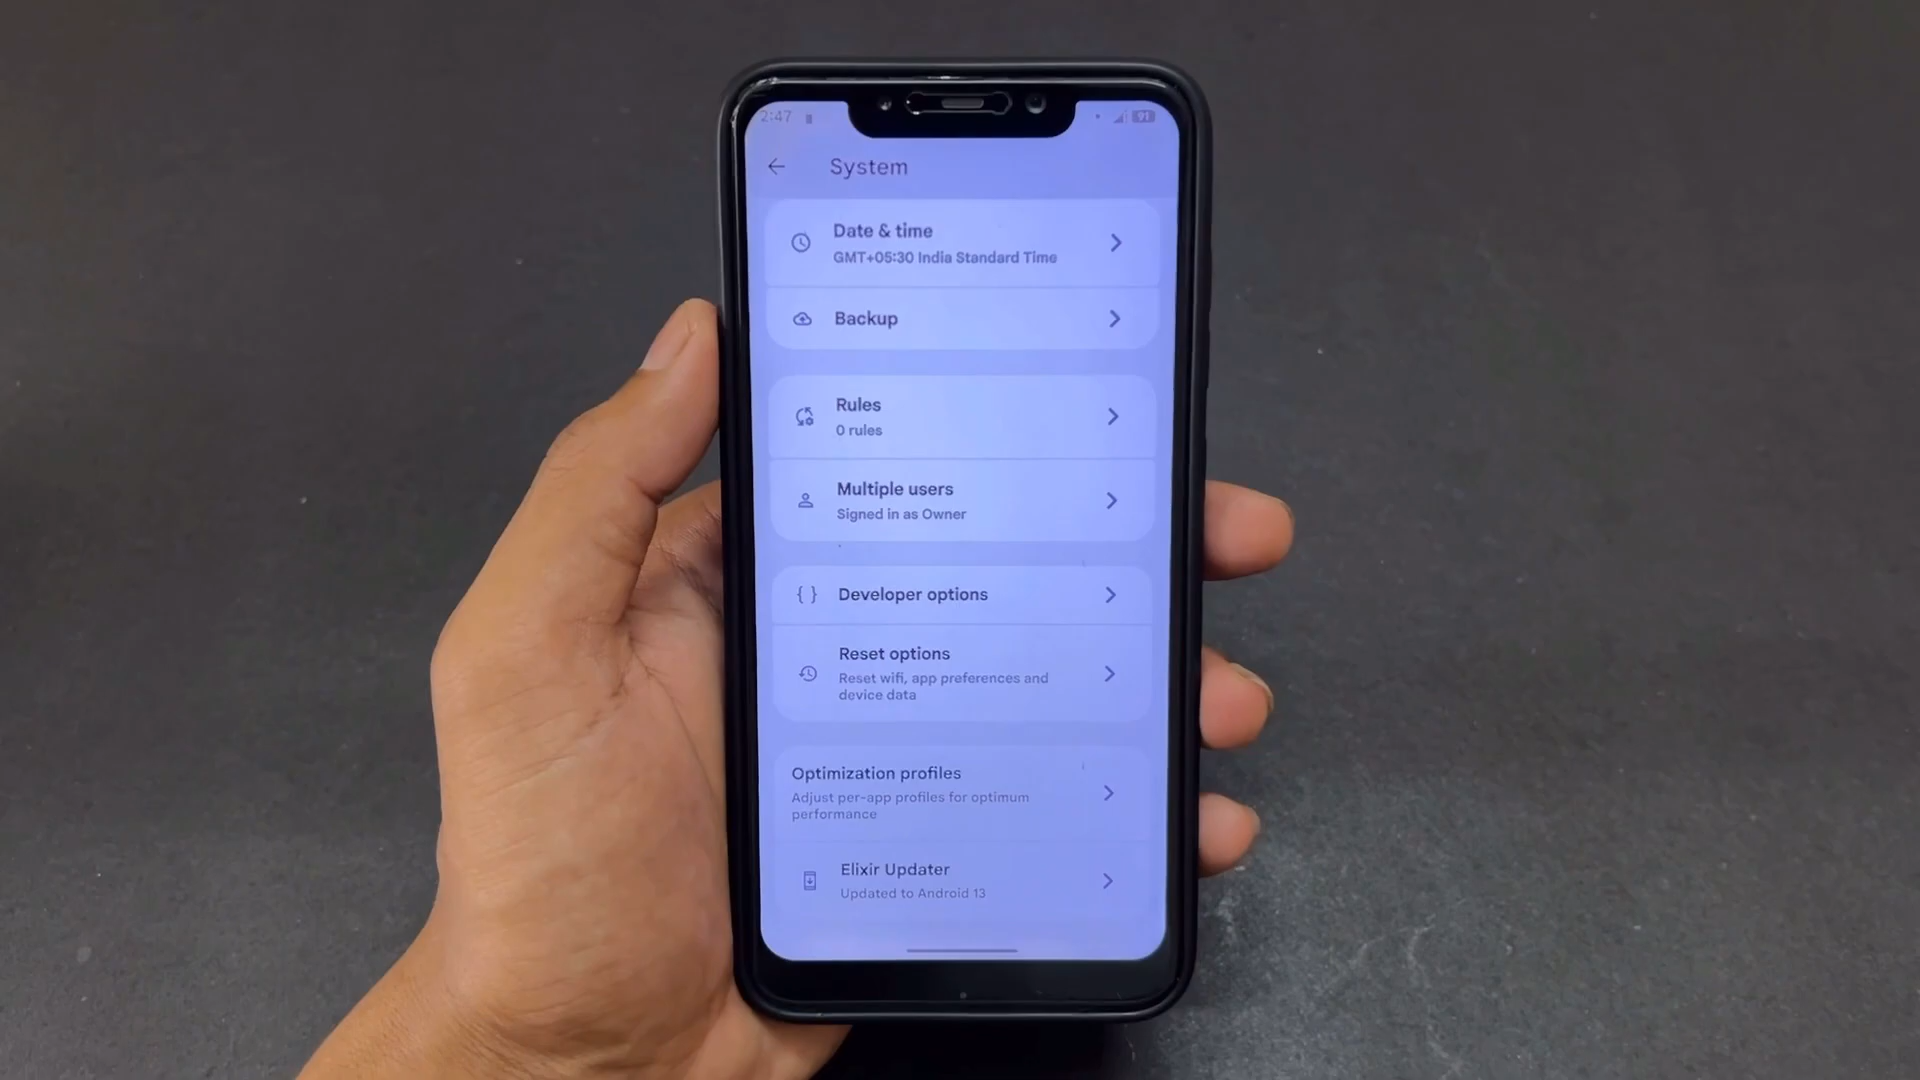 2:47
91
System
Date & time
GMT+05:30 India Standard Time
Backup
Rules
0 rules
Multiple users
Signed in as Owner
{ } Developer options
Reset options
Reset wifi, app preferences and
device data
Optimization profiles
Adjust per-app profiles for optimum
performance
Elixir Updater
Updated to Android 13